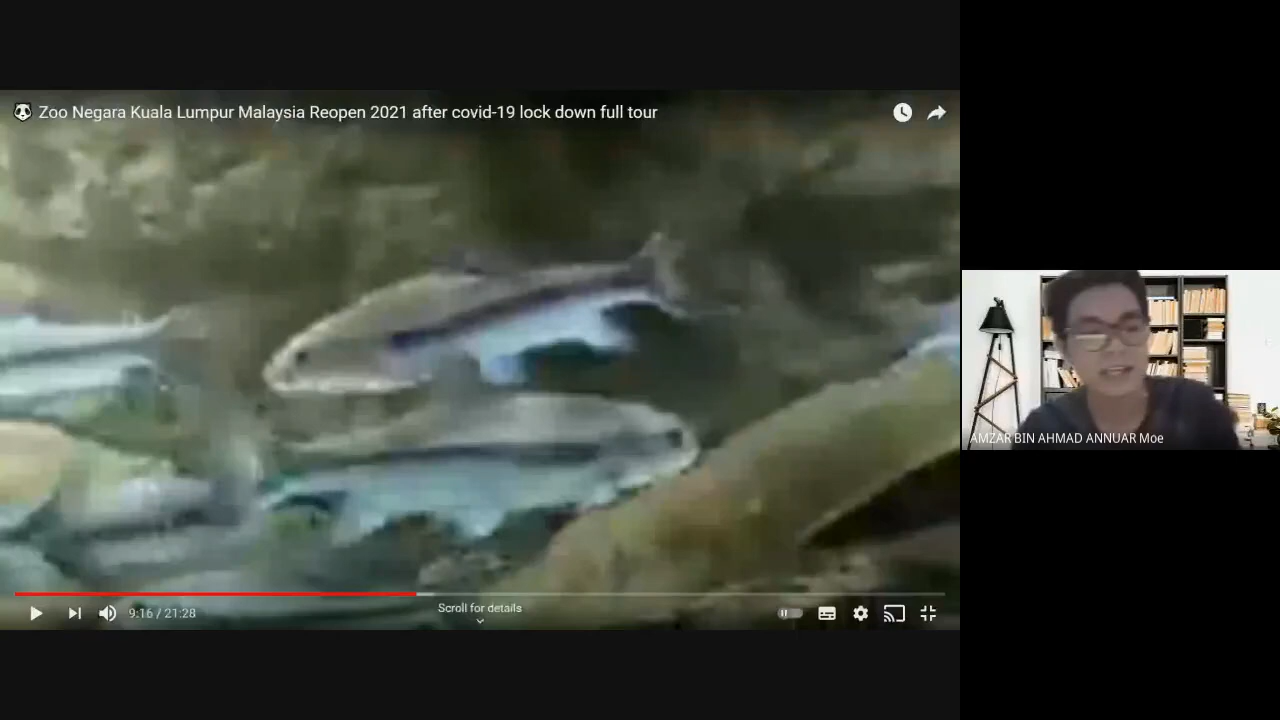 Zoo Negara Kuala Lumpur Malaysia Reopen 2021 after covid-19 lock down full tour
AMZAR BIN AHMAD ANNUAR Moe
Scroll for details
9:16 / 21:28